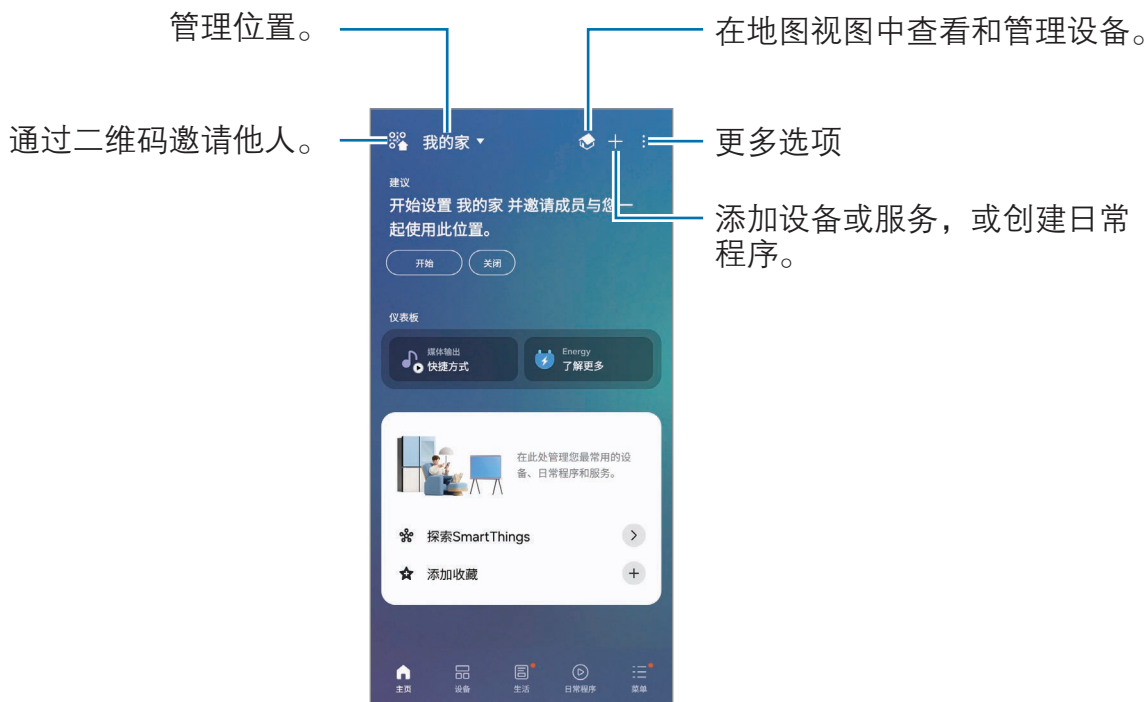 管理位置。
在地图视图中查看和管理设备。
通过二维码邀请他人。
我的家
更多选项
建议
开始设置 我的家 并邀请成员与您一
起使用此位置。
开始
关闭
添加设备或服务，或创建日常
程序。
仪表板
媒体输出
快捷方式
Energy
了解更多
在此处管理您最常用的设
备、日常程序和服务。
探索SmartThings
添加收藏
主页
设备
生活
日常程序
菜单